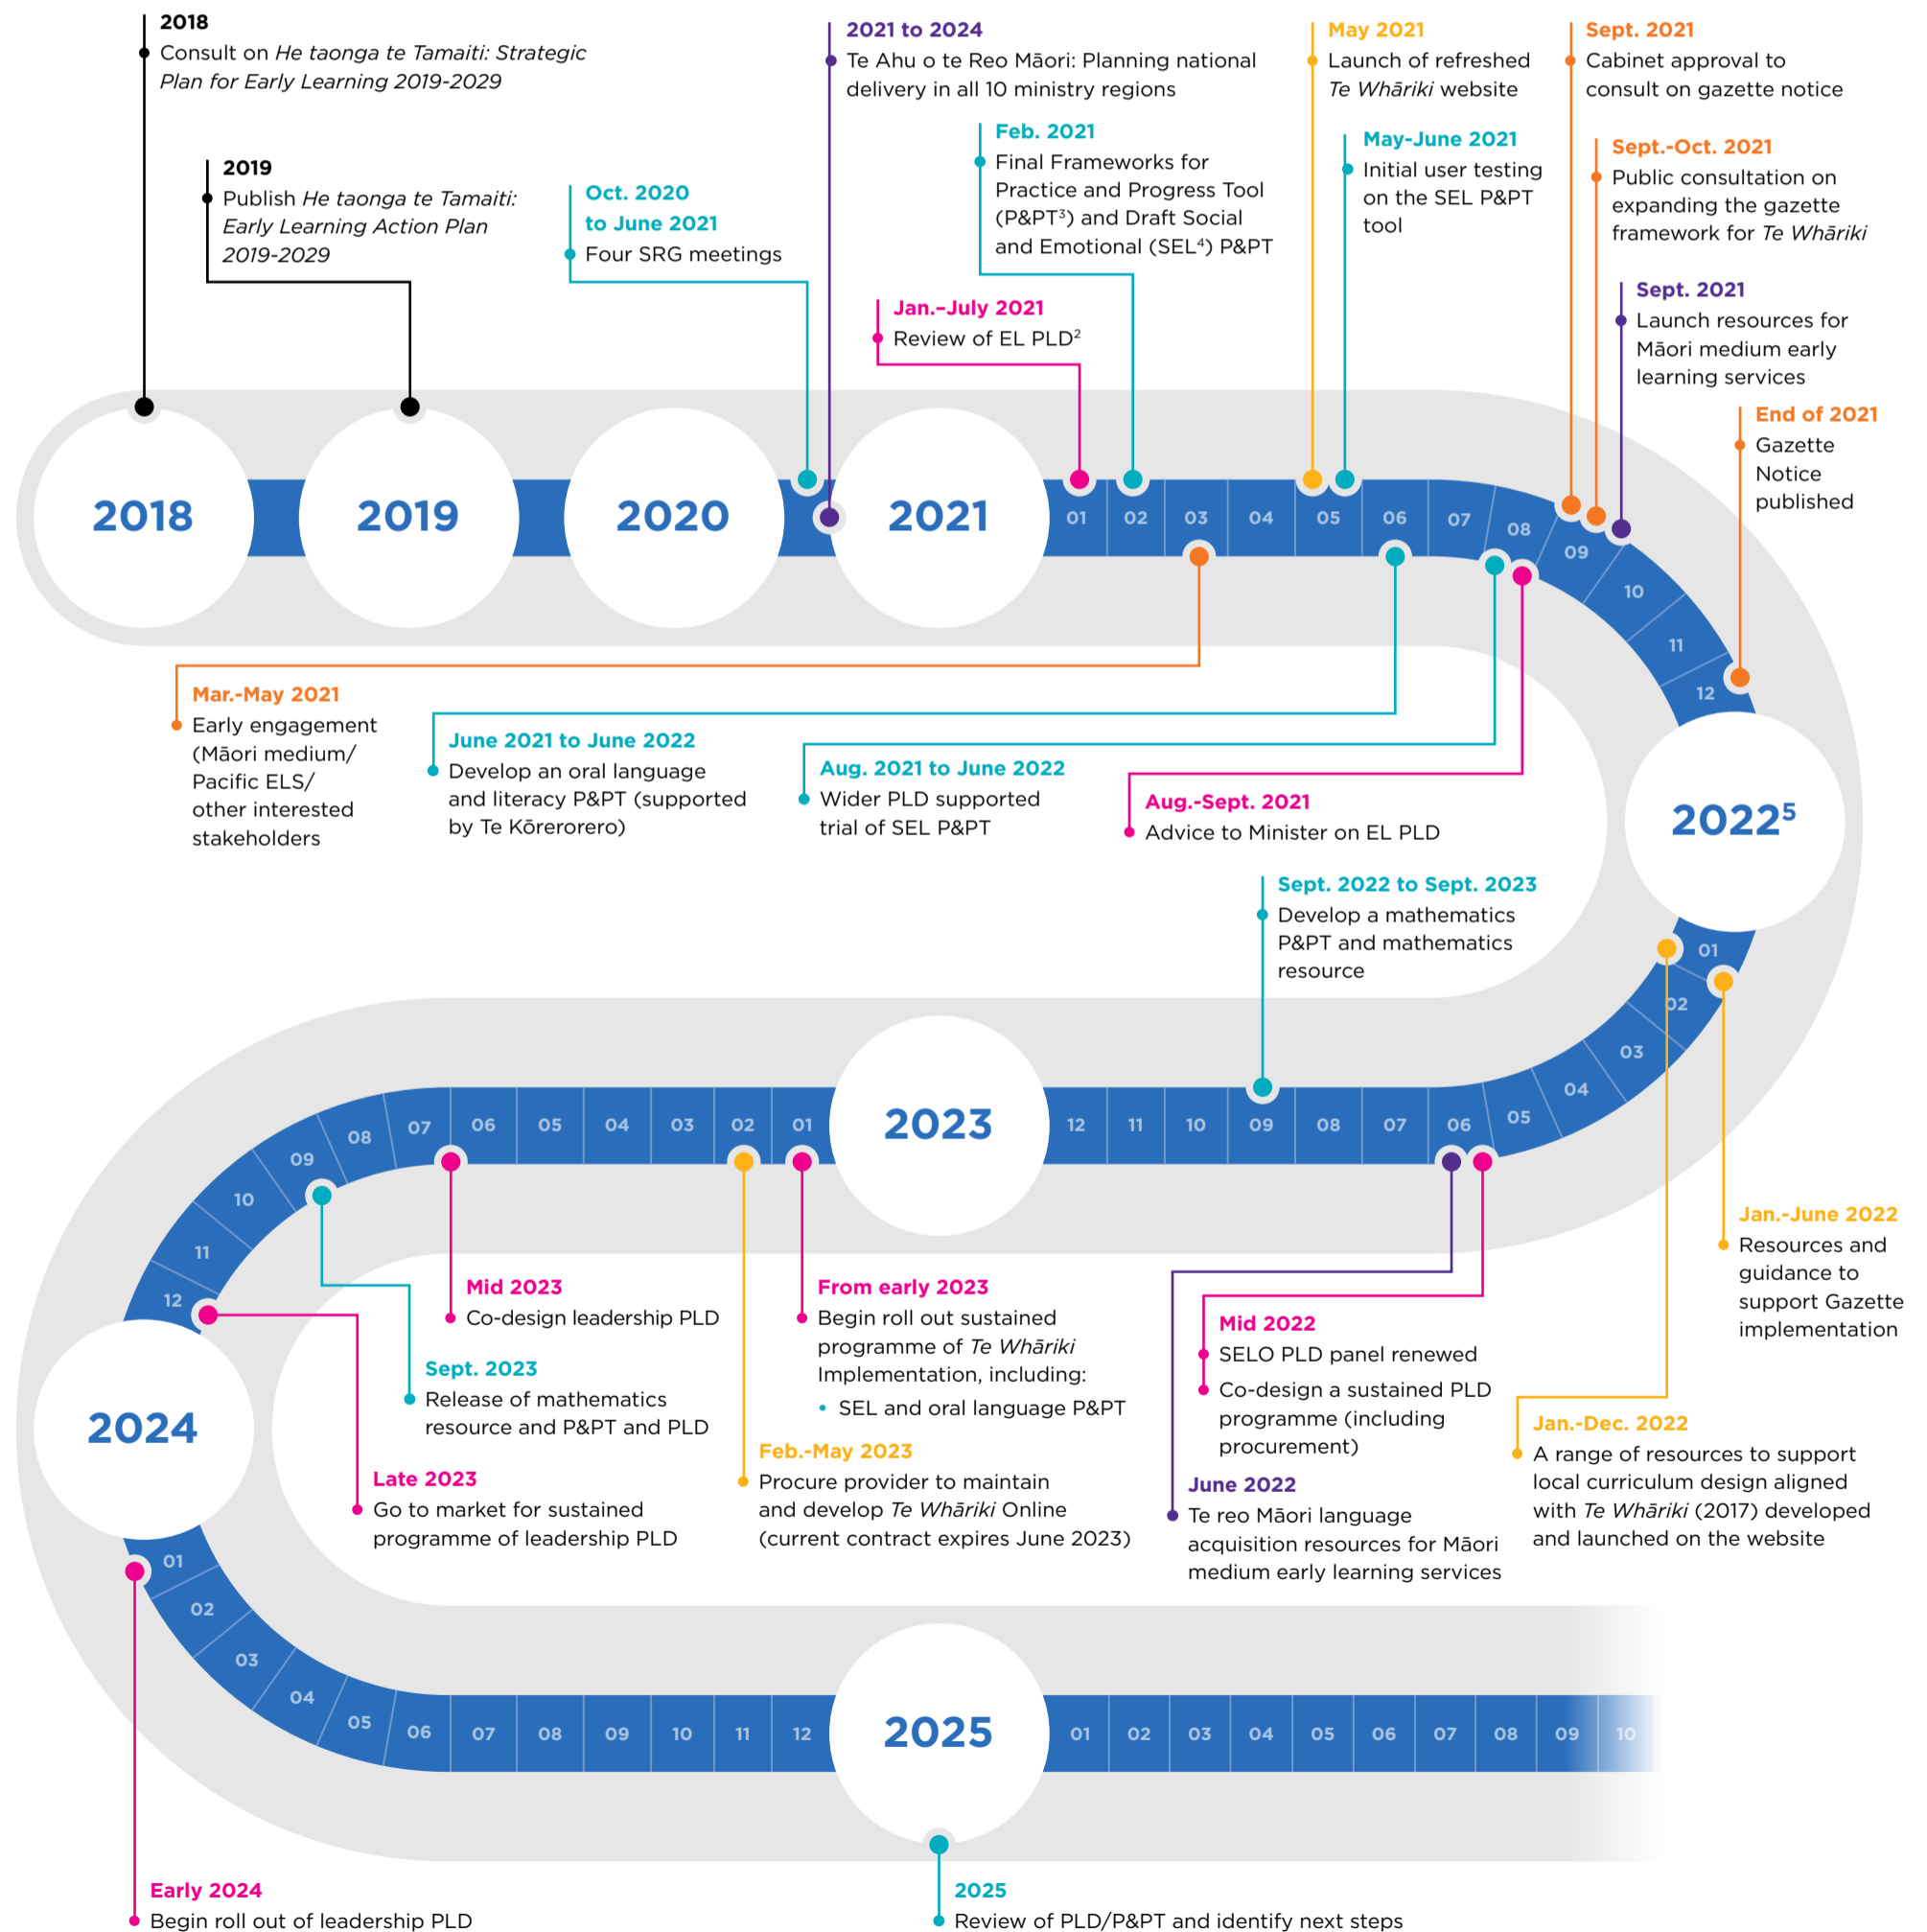 2018
Consult on He taonga te Tamaiti: Strategic
Plan for Early Learning 2019-2029
2019
Publish He taonga te Tamaiti:
Early Learning Action Plan
2019-2029
Oct. 2020
to June 2021
Four SRG meetings
2021 to 2024
Te Ahu o te Reo Māori: Planning national
delivery in all 10 ministry regions
Jan.–July 2021
Review of EL PLD²
Feb. 2021
Final Frameworks for
Practice and Progress Tool
(P&PT³) and Draft Social
and Emotional (SEL⁴) P&PT
May 2021
Launch of refreshed
Te Whāriki website
May-June 2021
Initial user testing
on the SEL P&PT
tool
Sept. 2021
Cabinet approval to
consult on gazette notice
Sept.-Oct. 2021
Public consultation on
expanding the gazette
framework for Te Whāriki
Sept. 2021
Launch resources for
Māori medium early
learning services
End of 2021
Gazette
Notice
published
2018
2019
2020
2021
01 02 03 04 05 06 07 08 09 10 11 12
Mar.-May 2021
Early engagement
(Māori medium/
Pacific ELS/
other interested
stakeholders
June 2021 to June 2022
Develop an oral language
and literacy P&PT (supported
by Te Kōrerorero)
Aug. 2021 to June 2022
Wider PLD supported
trial of SEL P&PT
Aug.-Sept. 2021
Advice to Minister on EL PLD
2022⁵
01 02 03 04 05 06 07 08 09 10 11 12
Sept. 2022 to Sept. 2023
Develop a mathematics
P&PT and mathematics
resource
Jan.-June 2022
Resources and
guidance to
support Gazette
implementation
Jan.-Dec. 2022
A range of resources to support
local curriculum design aligned
with Te Whāriki (2017) developed
and launched on the website
Mid 2022
SELO PLD panel renewed
Co-design a sustained PLD
programme (including
procurement)
June 2022
Te reo Māori language
acquisition resources for Māori
medium early learning services
2023
01 02 03 04 05 06 07 08 09 10 11 12
From early 2023
Begin roll out sustained
programme of Te Whāriki
Implementation, including:
• SEL and oral language P&PT
Feb.-May 2023
Procure provider to maintain
and develop Te Whāriki Online
(current contract expires June 2023)
Mid 2023
Co-design leadership PLD
Sept. 2023
Release of mathematics
resource and P&PT and PLD
Late 2023
Go to market for sustained
programme of leadership PLD
2024
01 02 03 04 05 06 07 08 09 10 11 12
2025
01 02 03 04 05 06 07 08 09 10
Early 2024
Begin roll out of leadership PLD
2025
Review of PLD/P&PT and identify next steps